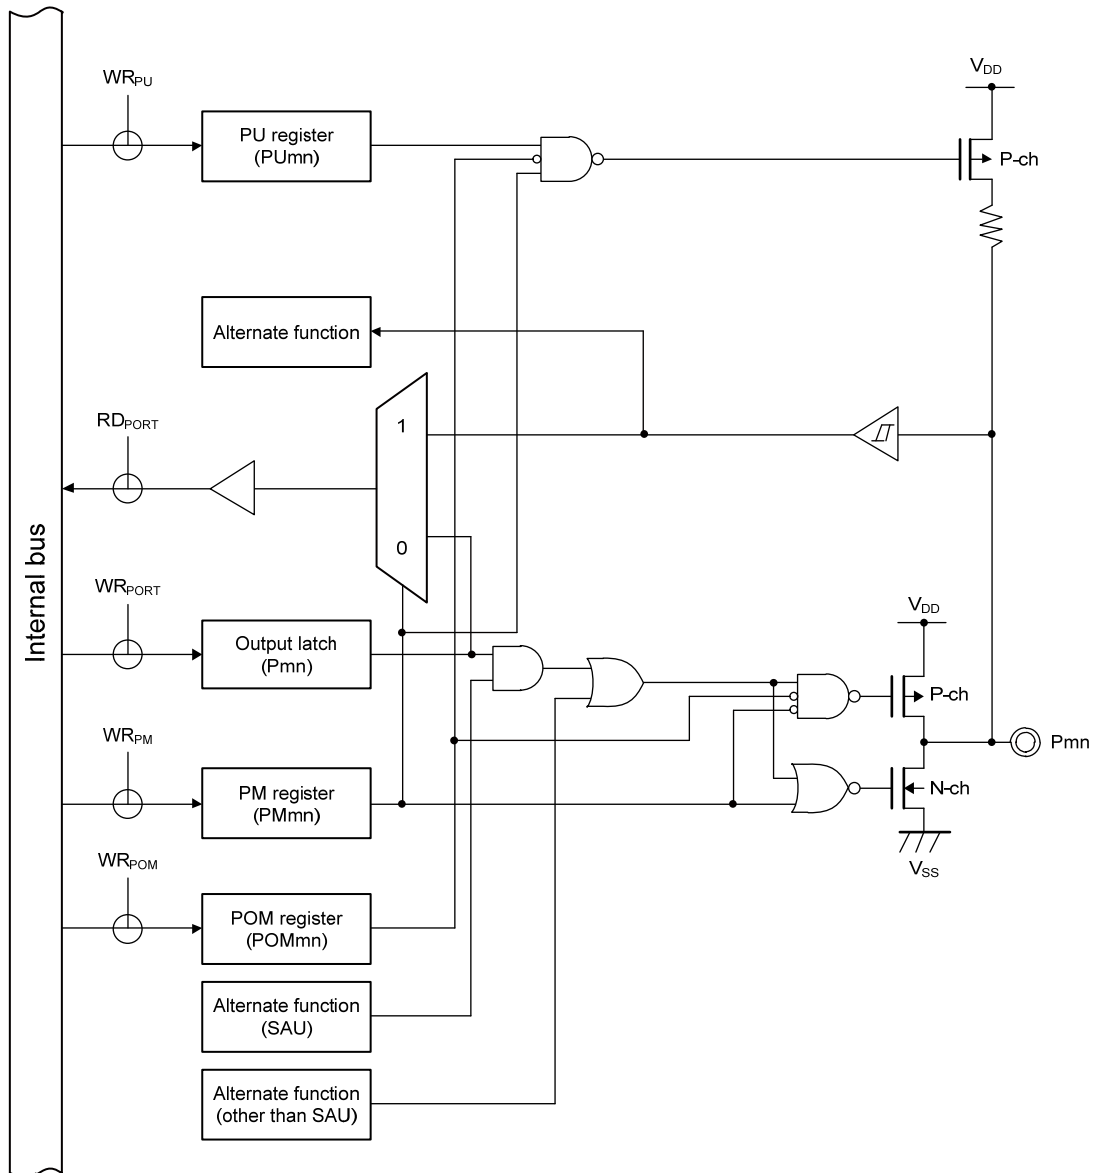 WRPU
VDD
PU register
(PUmn)
P-ch
Alternate function
1
RDPORT
0
Internal bus
WRPORT
VDD
Output latch
(Pmn)
P-ch
WRPM
Pmn
PM register
(PMmn)
N-ch
WRPOM
VSS
POM register
(POMmn)
Alternate function
(SAU)
Alternate function
(other than SAU)